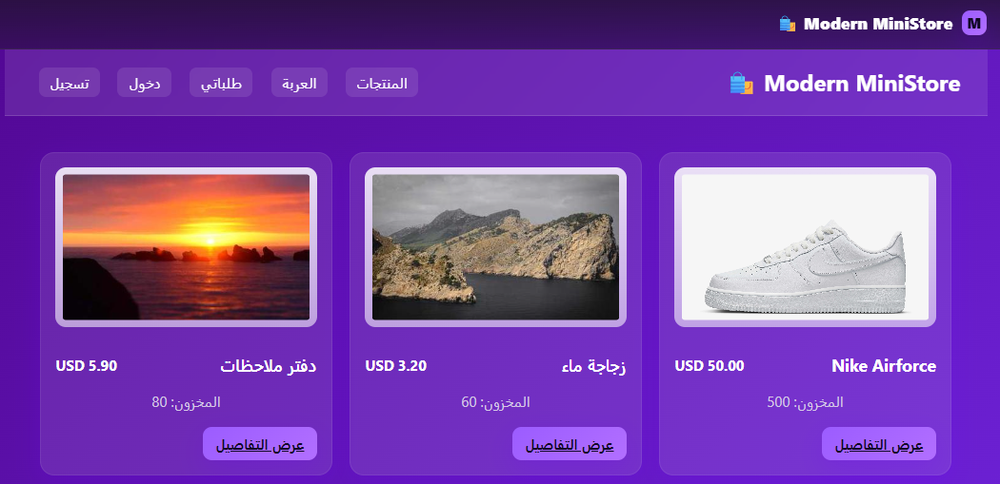 M Modern MiniStore 🛍️
Modern MiniStore 🛍️
المنتجات العربة طلباتي دخول تسجيل
Nike Airforce USD 50.00
المخزون: 500
عرض التفاصيل
زجاجة ماء USD 3.20
المخزون: 60
عرض التفاصيل
دفتر ملاحظات USD 5.90
المخزون: 80
عرض التفاصيل